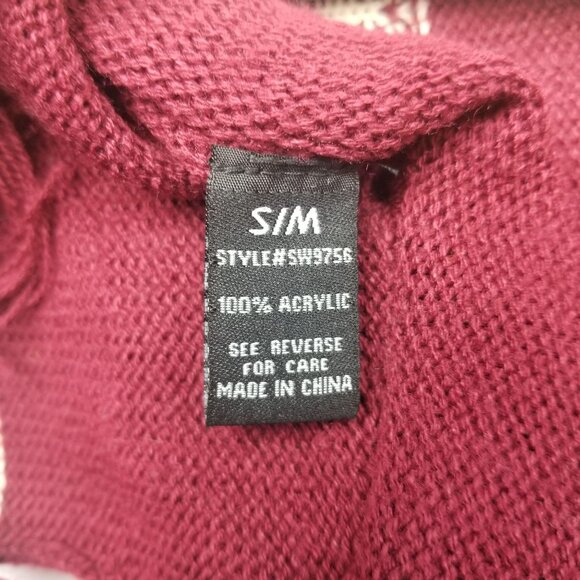 S/M
STYLE#SW9756
100% ACRYLIC
SEE REVERSE
FOR CARE
MADE IN CHINA